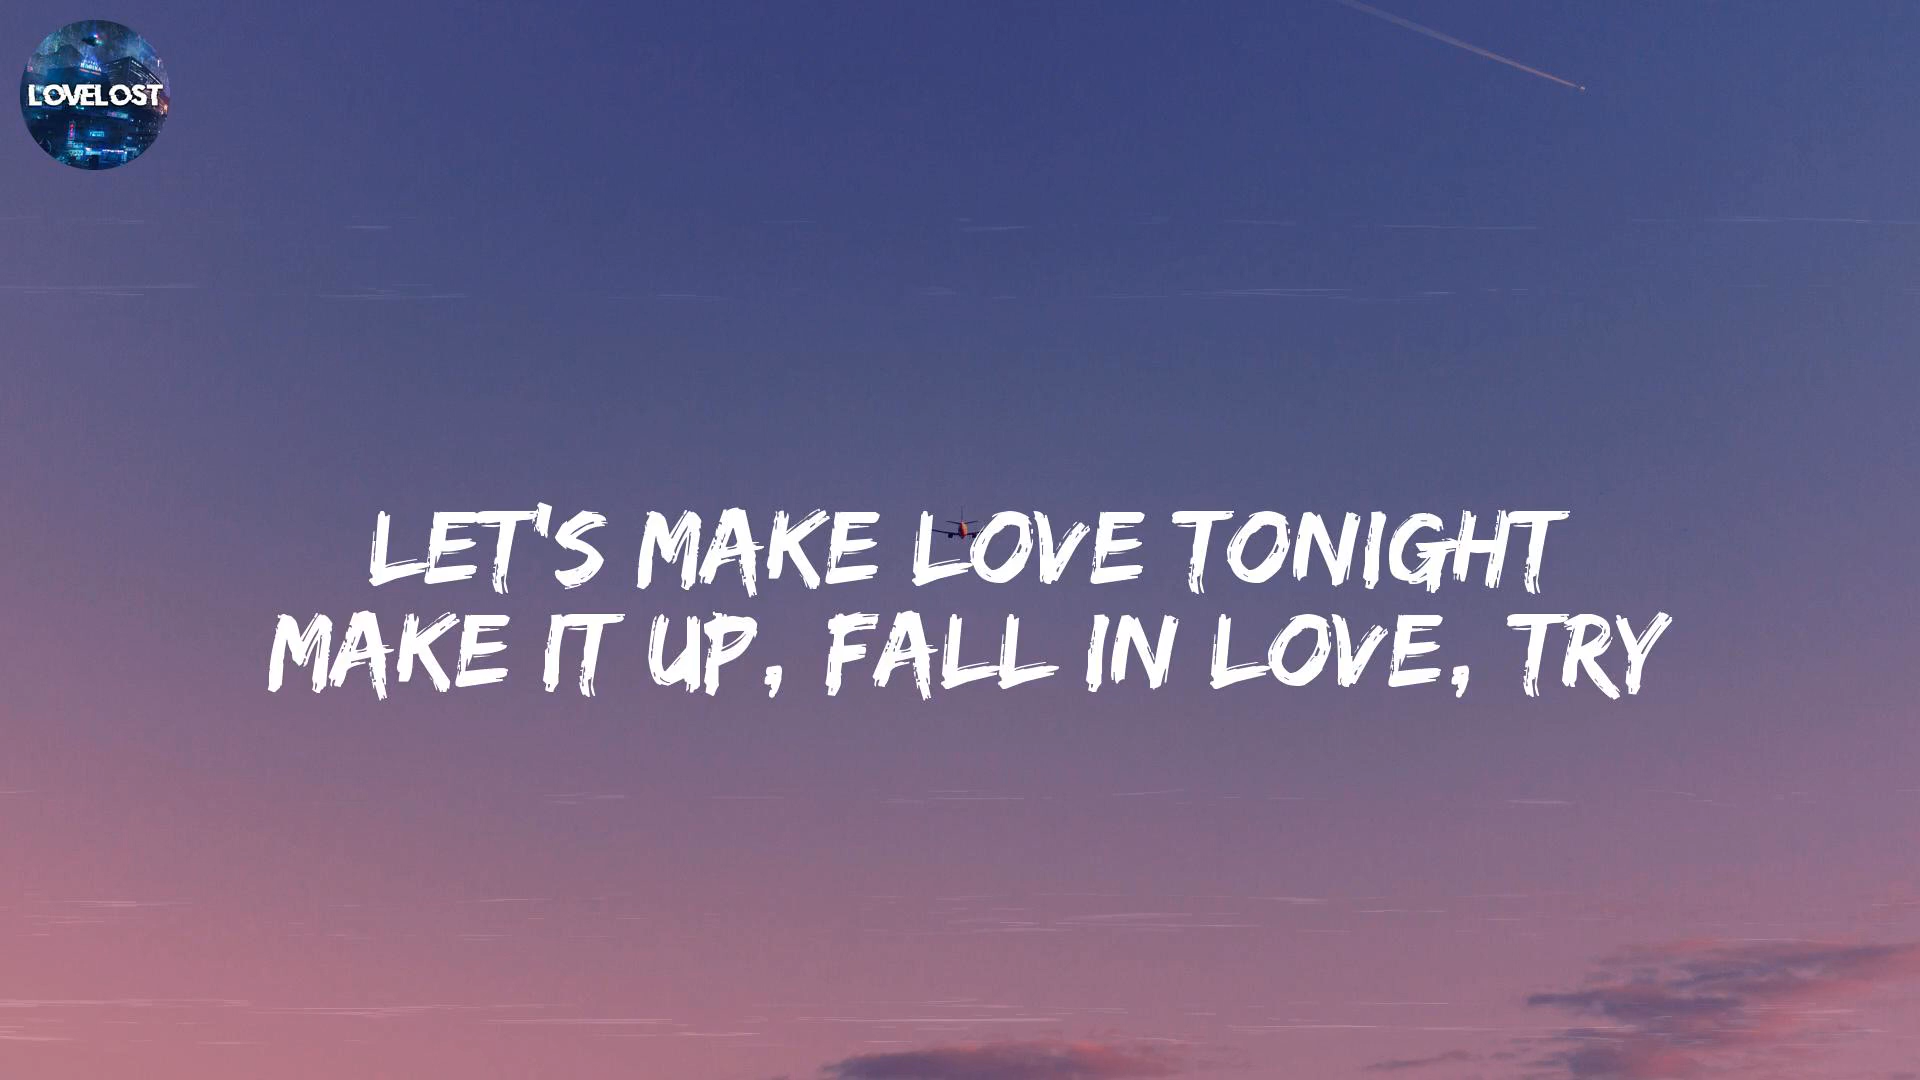 LOVELOST
LET'S MAKE LOVE TONIGHT
MAKE IT UP, FALL IN LOVE, TRY